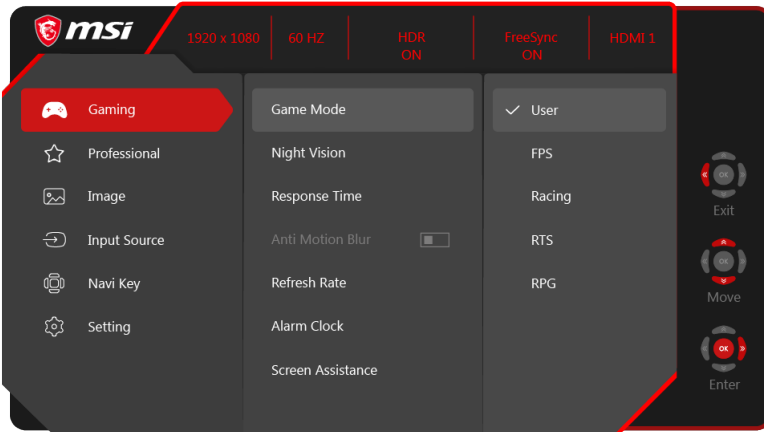 msi
1920 x 1080
60 HZ
HDR
ON
FreeSync
ON
HDMI 1
Gaming
Professional
Image
Input Source
Navi Key
Setting
Game Mode
Night Vision
Response Time
Anti Motion Blur
Refresh Rate
Alarm Clock
Screen Assistance
User
FPS
Racing
RTS
RPG
OK
Exit
OK
Move
OK
Enter